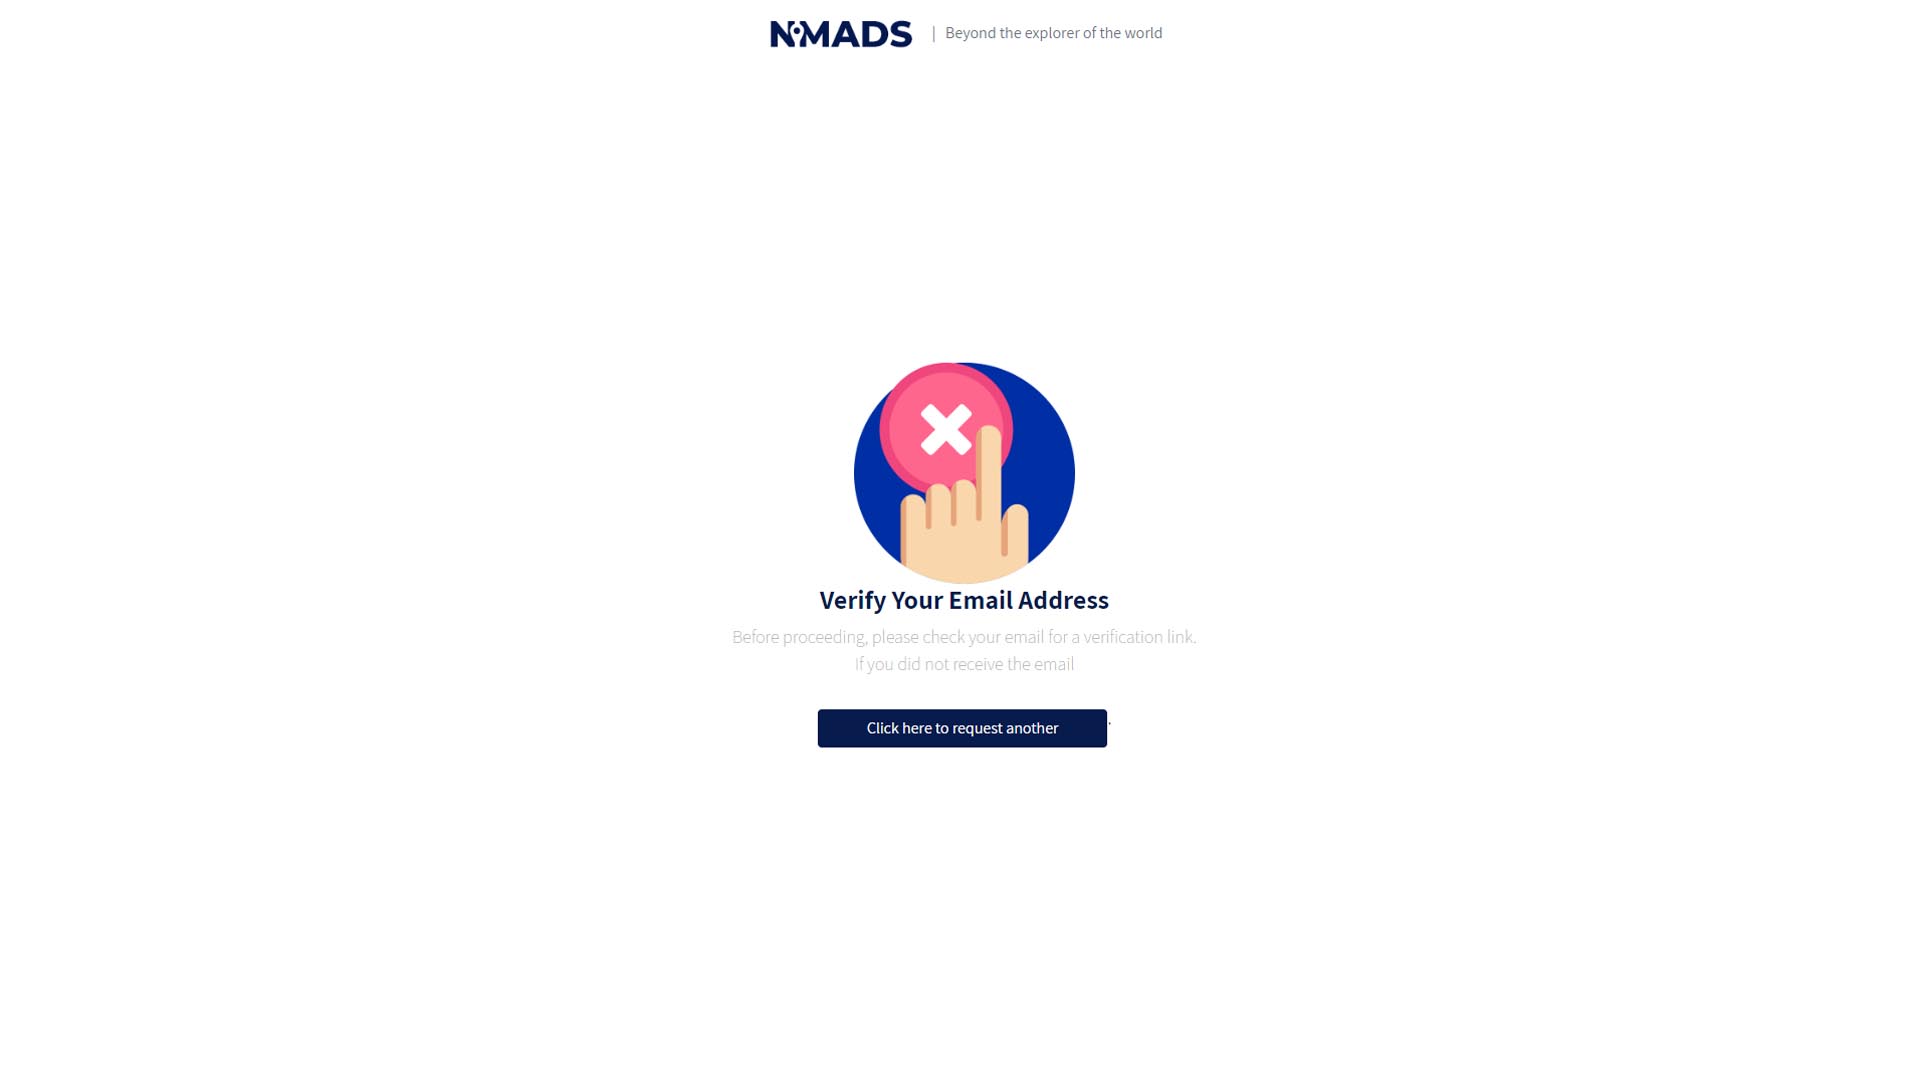 NOMADS | Beyond the explorer of the world
Verify Your Email Address
Before proceeding, please check your email for a verification link.
If you did not receive the email
Click here to request another.